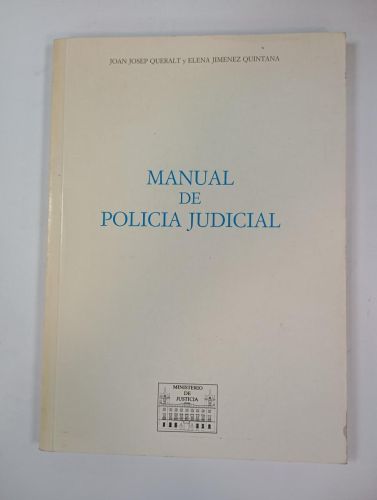 JOAN JOSEP QUERALT y ELENA JIMENEZ QUINTANA
MANUAL
DE
POLICIA JUDICIAL
MINISTERIO
DE
JUSTICIA